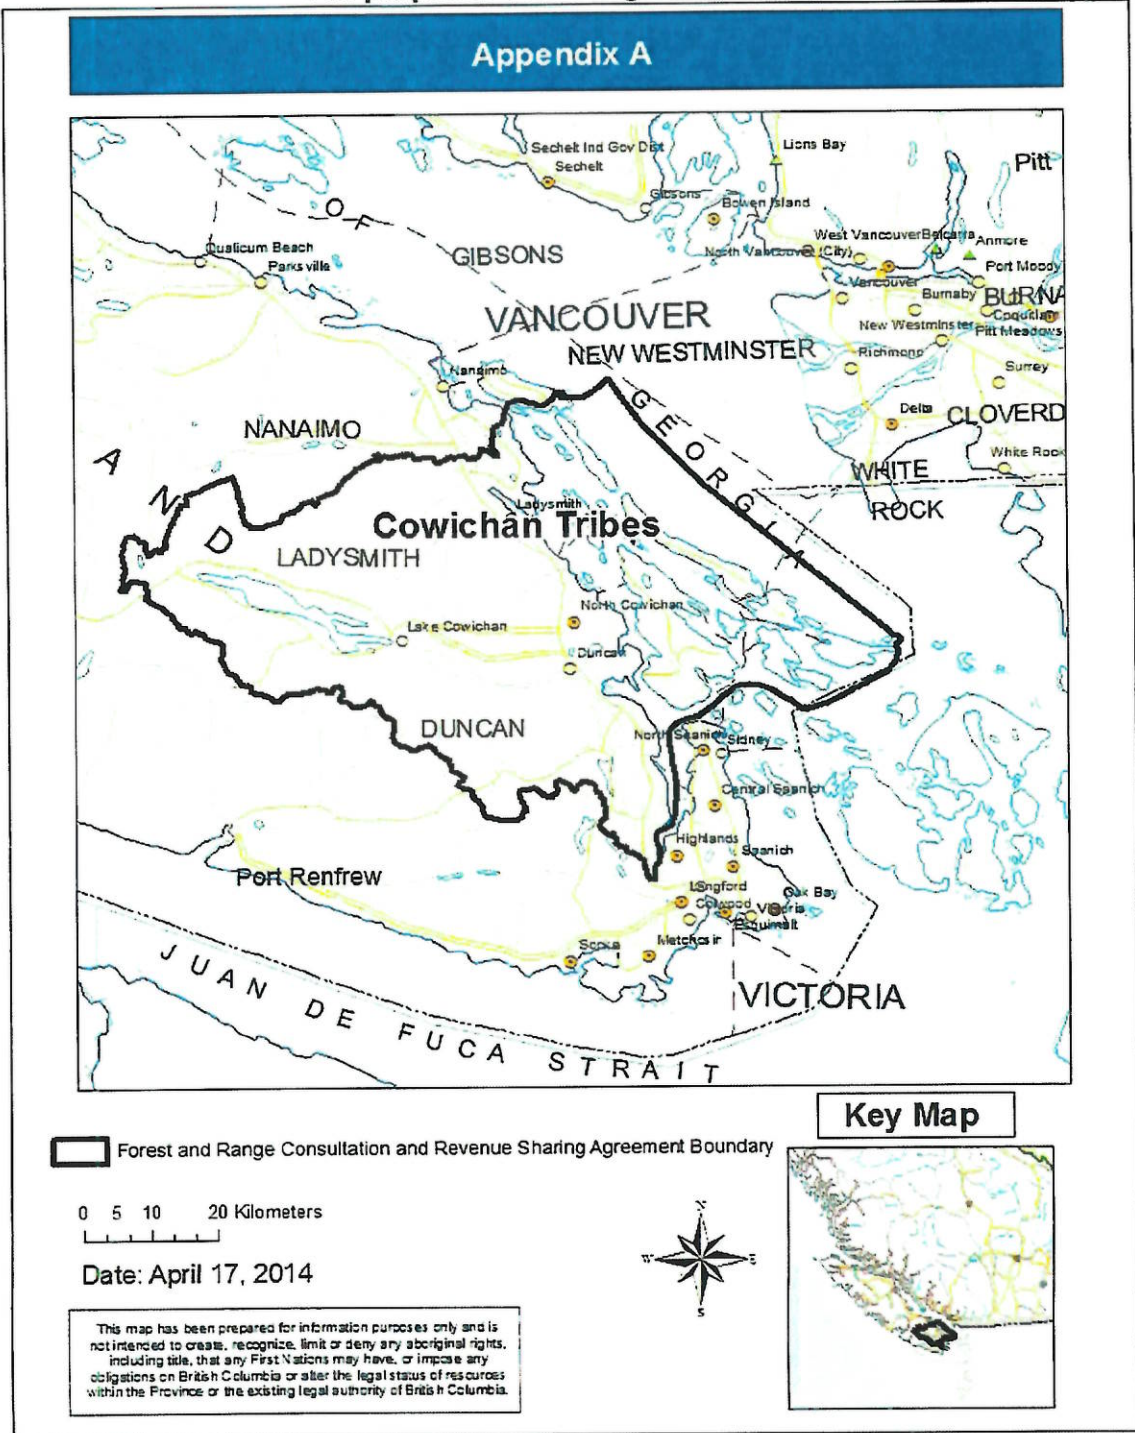 Appendix A
Sechelt Ind Gov Dist
Sechelt
Lions Bay
Pitt
Gibsons
Bowen Island
OF
GIBSONS
West Vancouver
Belcarra
Anmore
North Vancouver (City)
Port Moody
Qualicum Beach
Parksville
Vancouver
Burnaby
BURNA
Coquitlam
VANCOUVER
New Westminster
Pitt Meadows
NEW WESTMINSTER
Richmond
Surrey
Nanaimo
Delta
CLOVERD
NANAIMO
GEORGIA
White Rock
WHITE
ROCK
AND
Ladysmith
Cowichan Tribes
LADYSMITH
North Cowichan
Lake Cowichan
Duncan
DUNCAN
North Saanich
Sidney
Central Saanich
Highlands
Saanich
Port Renfrew
Langford
Colwood
Oak Bay
Victoria
Esquimalt
Sooke
Metchosin
VICTORIA
JUAN DE FUCA STRAIT
Key Map
Forest and Range Consultation and Revenue Sharing Agreement Boundary
0 5 10 20 Kilometers
N
W
E
S
Date: April 17, 2014
This map has been prepared for information purposes only and is
not intended to create, recognize, limit or deny any aboriginal rights,
including title, that any First Nations may have, or impose any
obligations on British Columbia or alter the legal status of resources
within the Province or the existing legal authority of British Columbia.